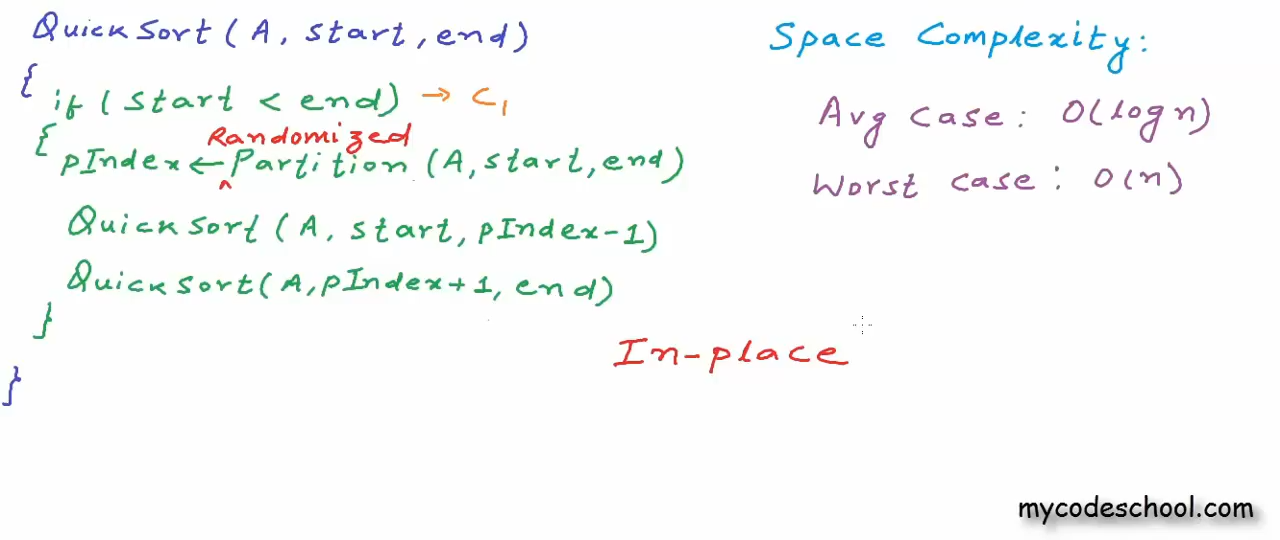 QuickSort(A, start, end)
{
if (start < end) → C1
{
Randomized
pIndex ← Partition (A, start, end)
^
QuickSort (A, start, pIndex-1)
QuickSort(A, pIndex+1, end)
}
}
Space Complexity:
Avg case: O(log n)
Worst case: O(n)
In-place
mycodeschool.com